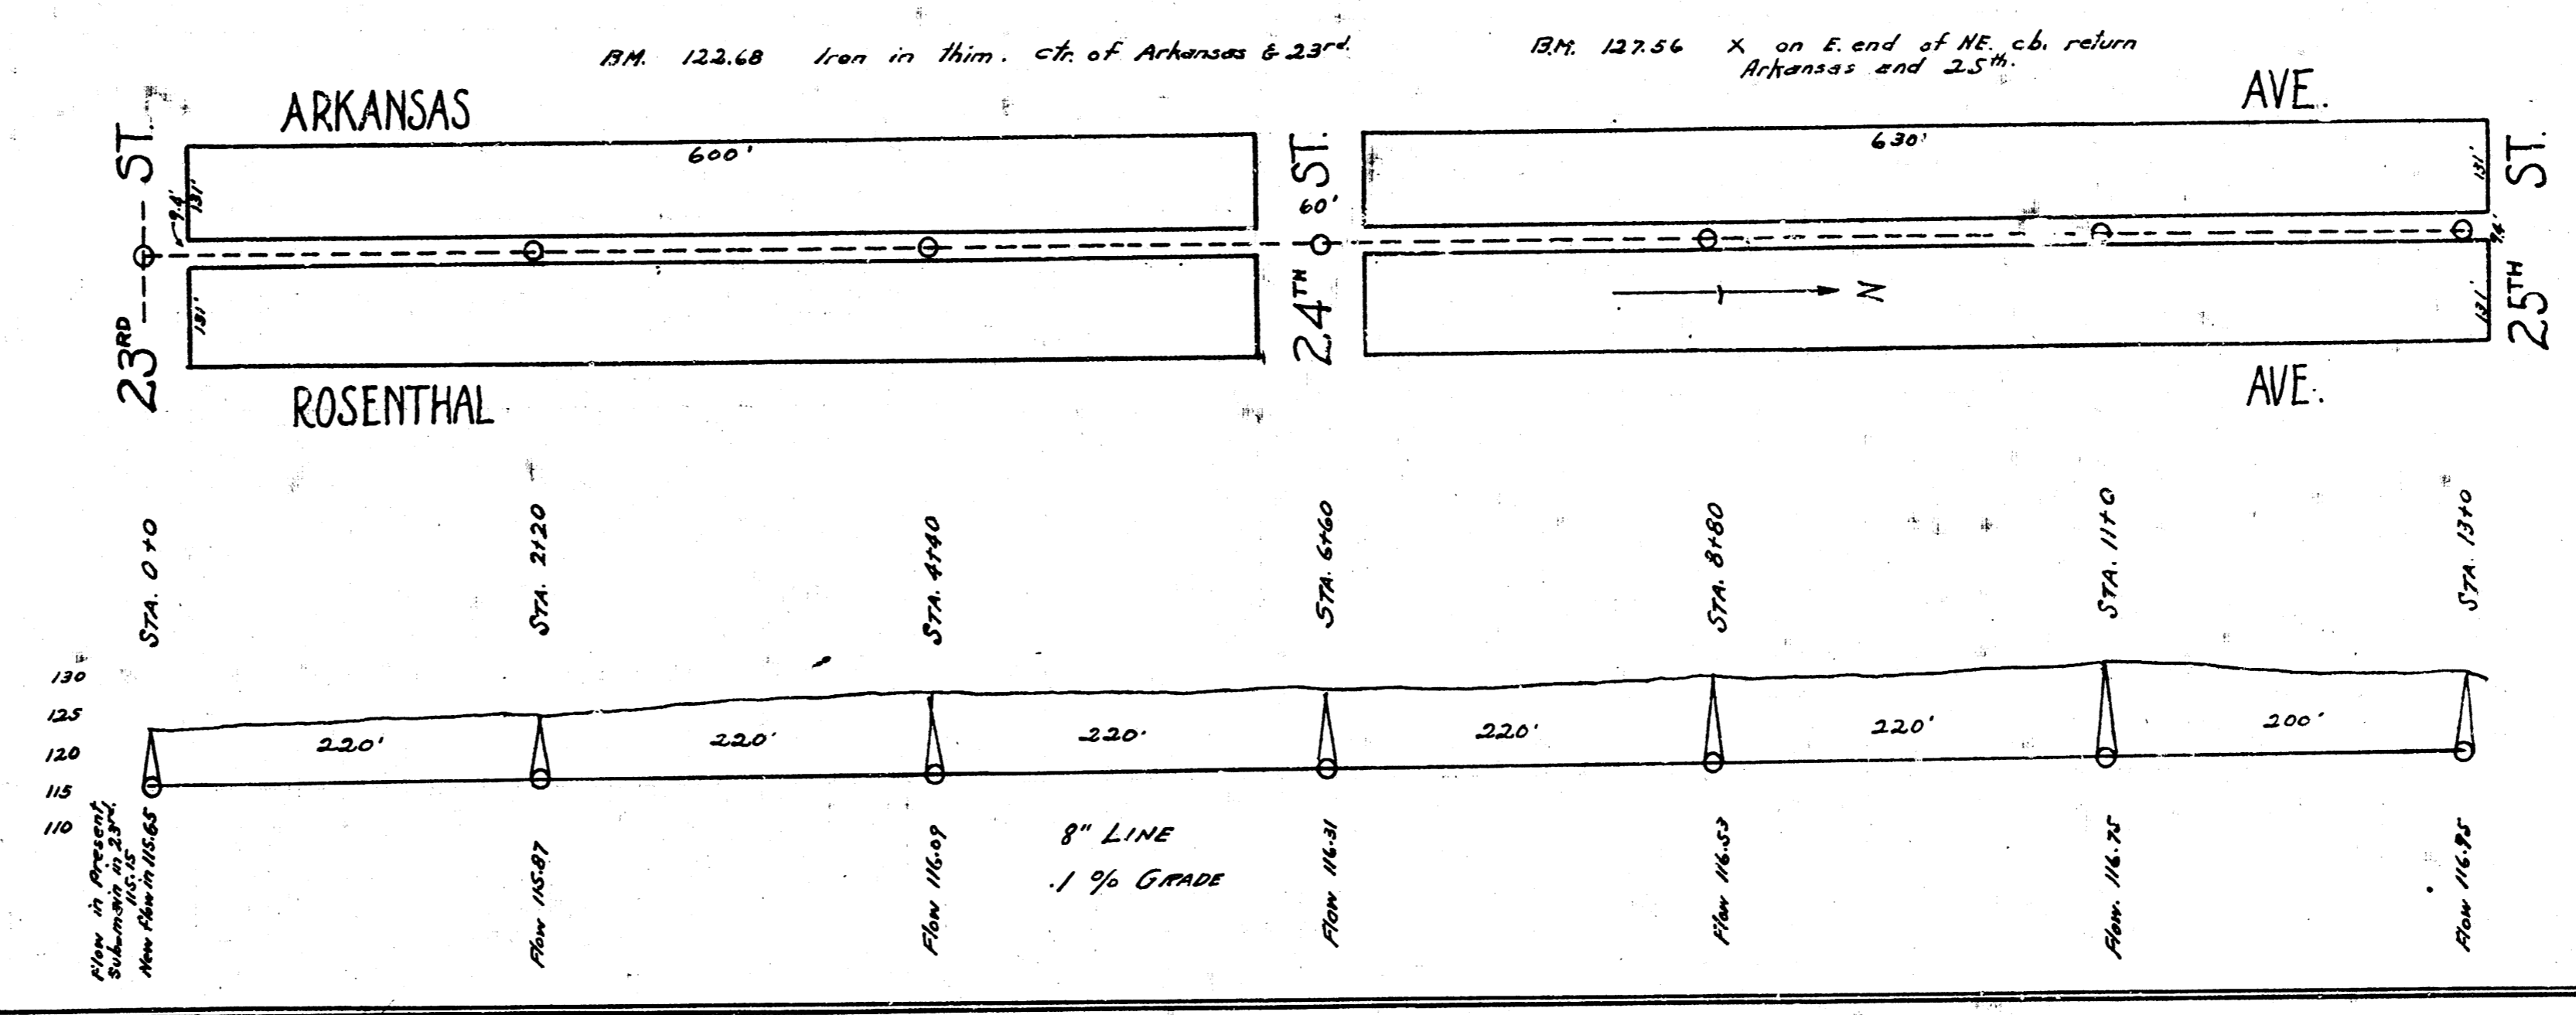 B.M. 122.68 Iron in thim. ctr. of Arkansas & 23rd.
B.M. 127.56 X on E. end of NE. cb. return
Arkansas and 25th.
ARKANSAS
AVE.
23RD ST.
24TH ST.
25TH ST.
600'
630'
60'
9.4'
131'
131'
131'
131'
N
ROSENTHAL
AVE.
STA. 0+0
STA. 2+20
STA. 4+40
STA. 6+60
STA. 8+80
STA. 11+0
STA. 13+0
130
125
120
115
110
220'
220'
220'
220'
220'
200'
Flow in Present
Sub-main in 23rd.
115.15
New Flow in 115.65
Flow 115.87
Flow 116.09
8" LINE
.1 % GRADE
Flow 116.31
Flow 116.53
Flow. 116.75
Flow 116.95